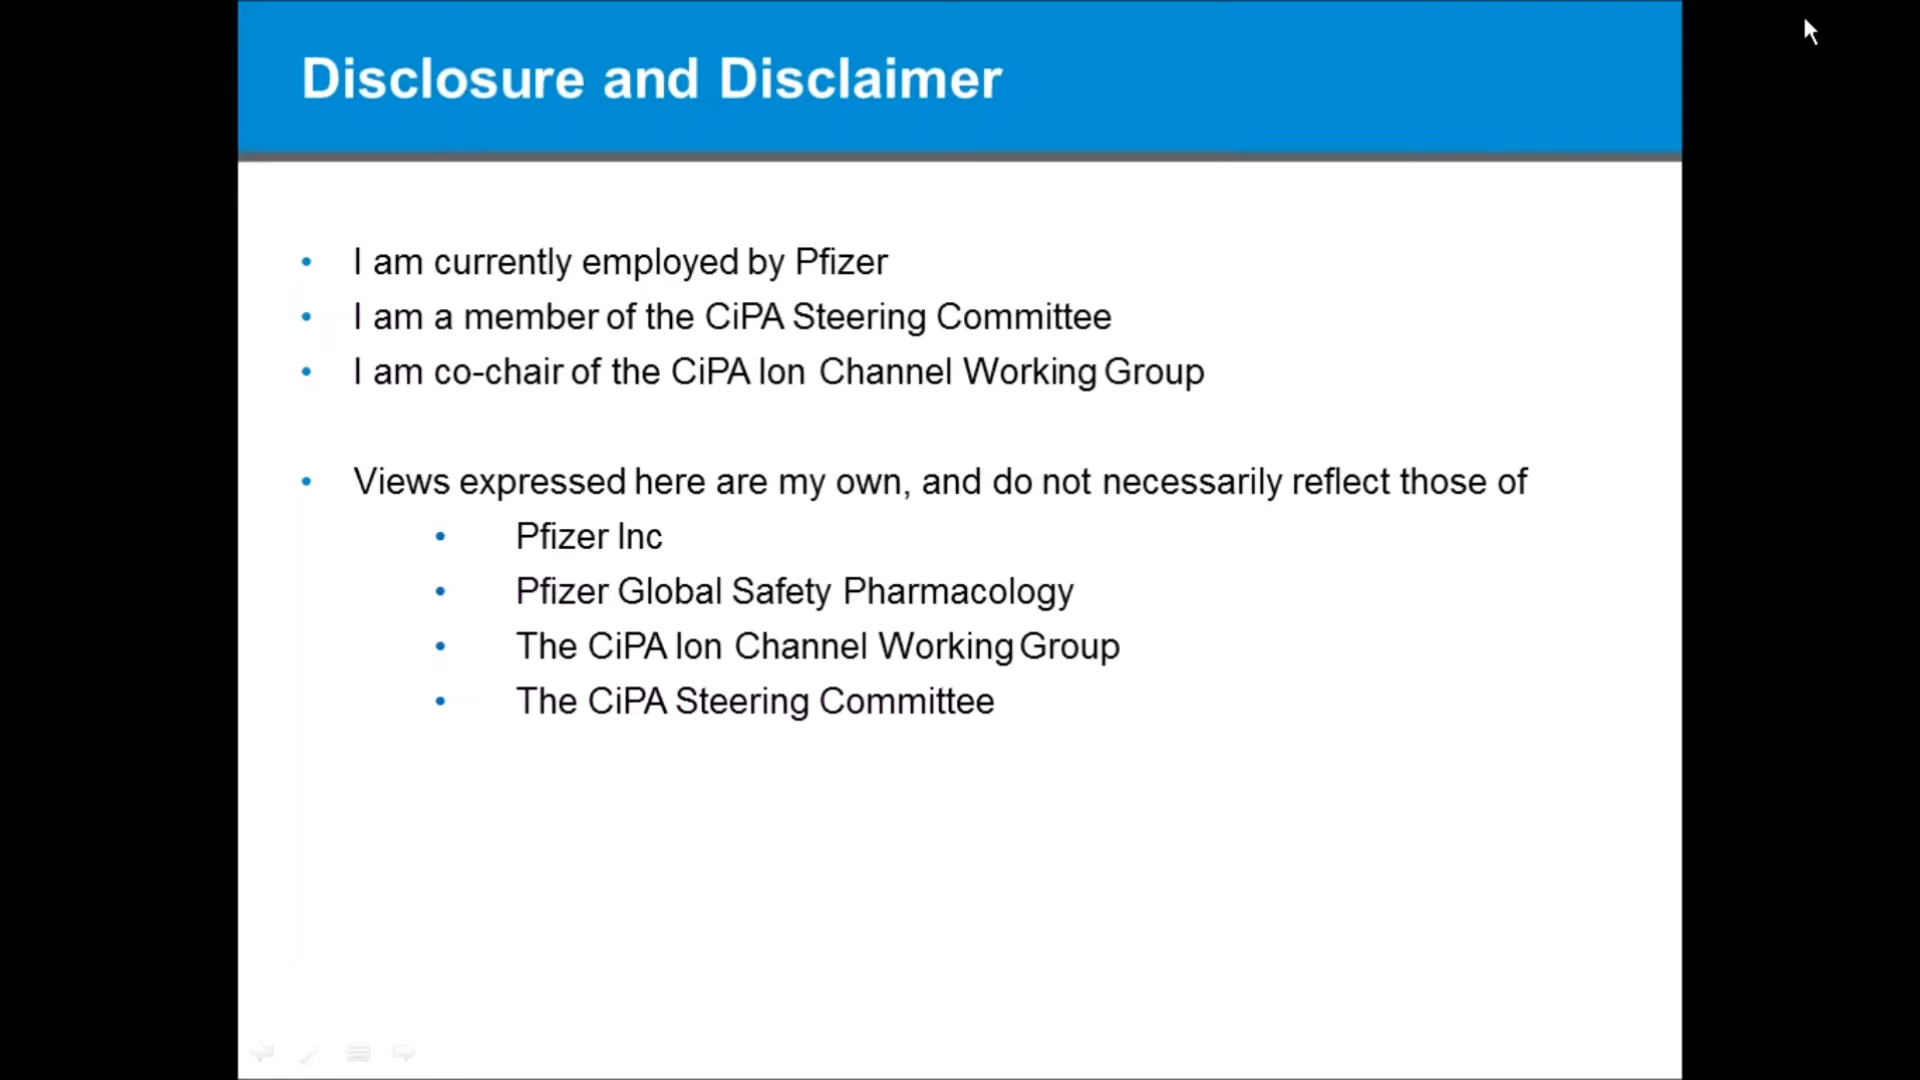 Disclosure and Disclaimer
• I am currently employed by Pfizer
• I am a member of the CiPA Steering Committee
• I am co-chair of the CiPA Ion Channel Working Group
• Views expressed here are my own, and do not necessarily reflect those of
• Pfizer Inc
• Pfizer Global Safety Pharmacology
• The CiPA Ion Channel Working Group
• The CiPA Steering Committee